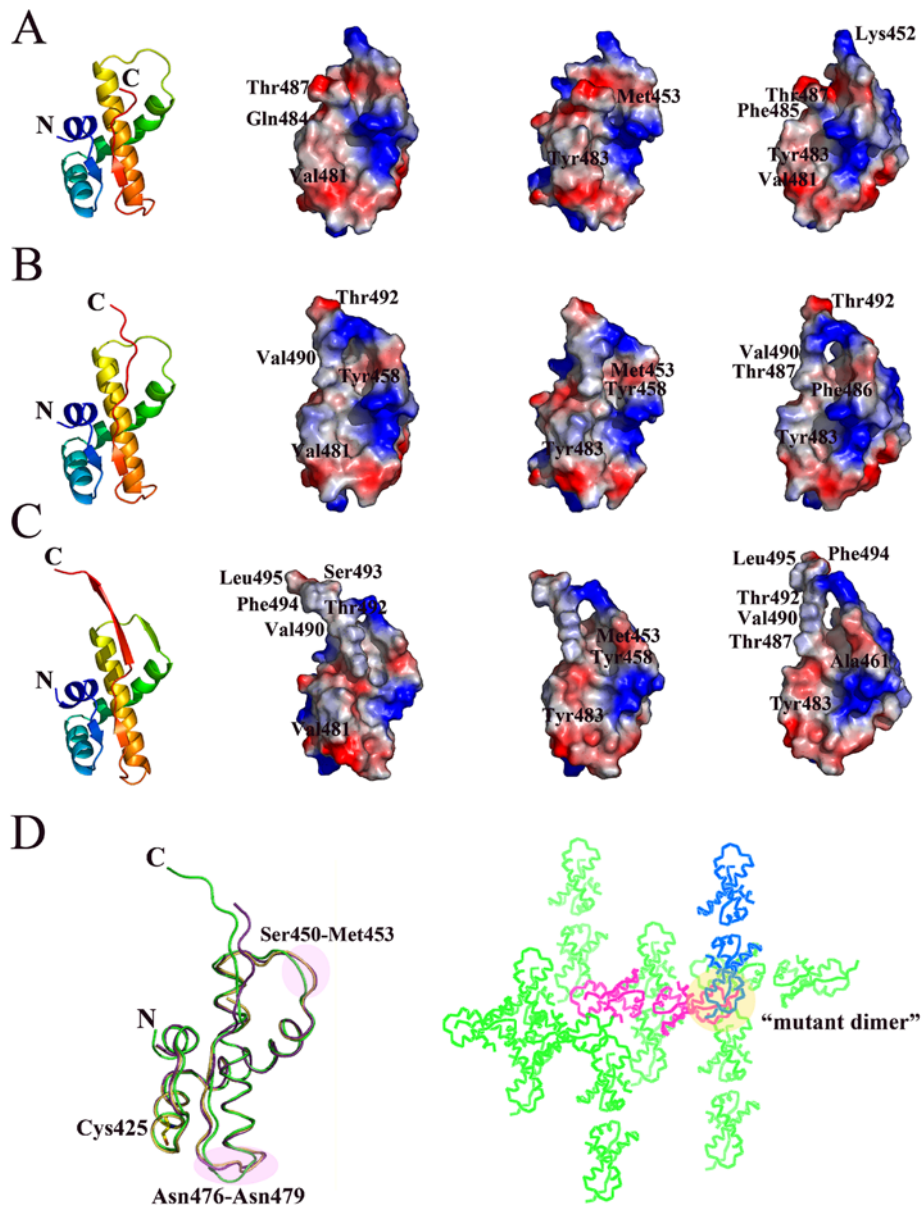 A
C
N
Thr487
Gln484
Val481
Met453
Tyr483
Lys452
Thr487
Phe485
Tyr483
Val481
B
C
N
Thr492
Val490
Tyr458
Val481
Met453
Tyr458
Tyr483
Thr492
Val490
Thr487
Phe486
Tyr483
C
C
N
Leu495
Ser493
Phe494
Thr492
Val490
Val481
Met453
Tyr458
Tyr483
Leu495
Phe494
Thr492
Val490
Thr487
Ala461
Tyr483
D
C
Ser450-Met453
N
Cys425
Asn476-Asn479
“mutant dimer”